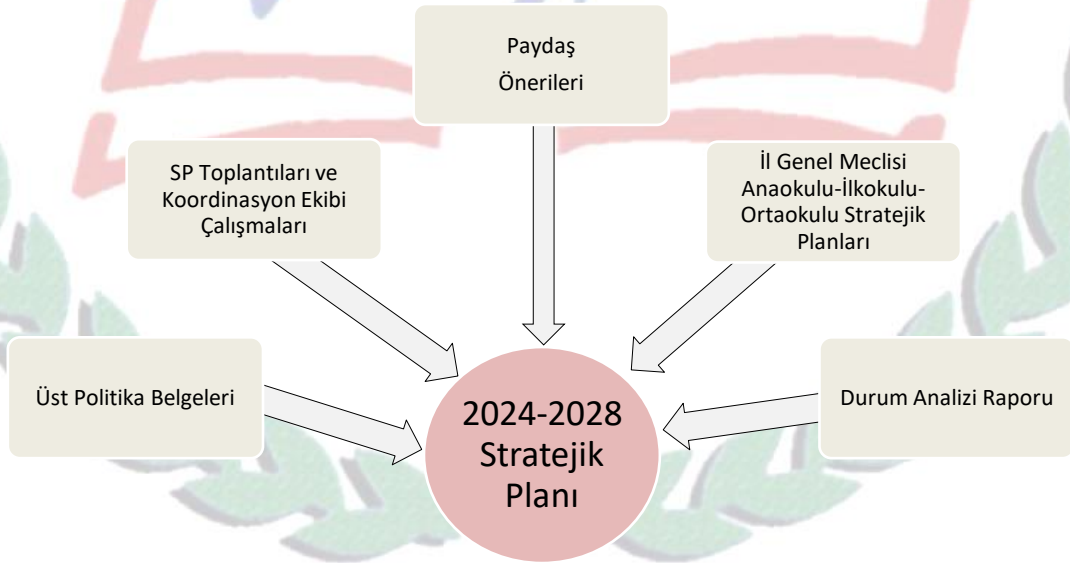 Paydaş
Önerileri
SP Toplantıları ve
Koordinasyon Ekibi
Çalışmaları
İl Genel Meclisi
Anaokulu-İlkokulu-
Ortaokulu Stratejik
Planları
Üst Politika Belgeleri
2024-2028
Stratejik
Planı
Durum Analizi Raporu